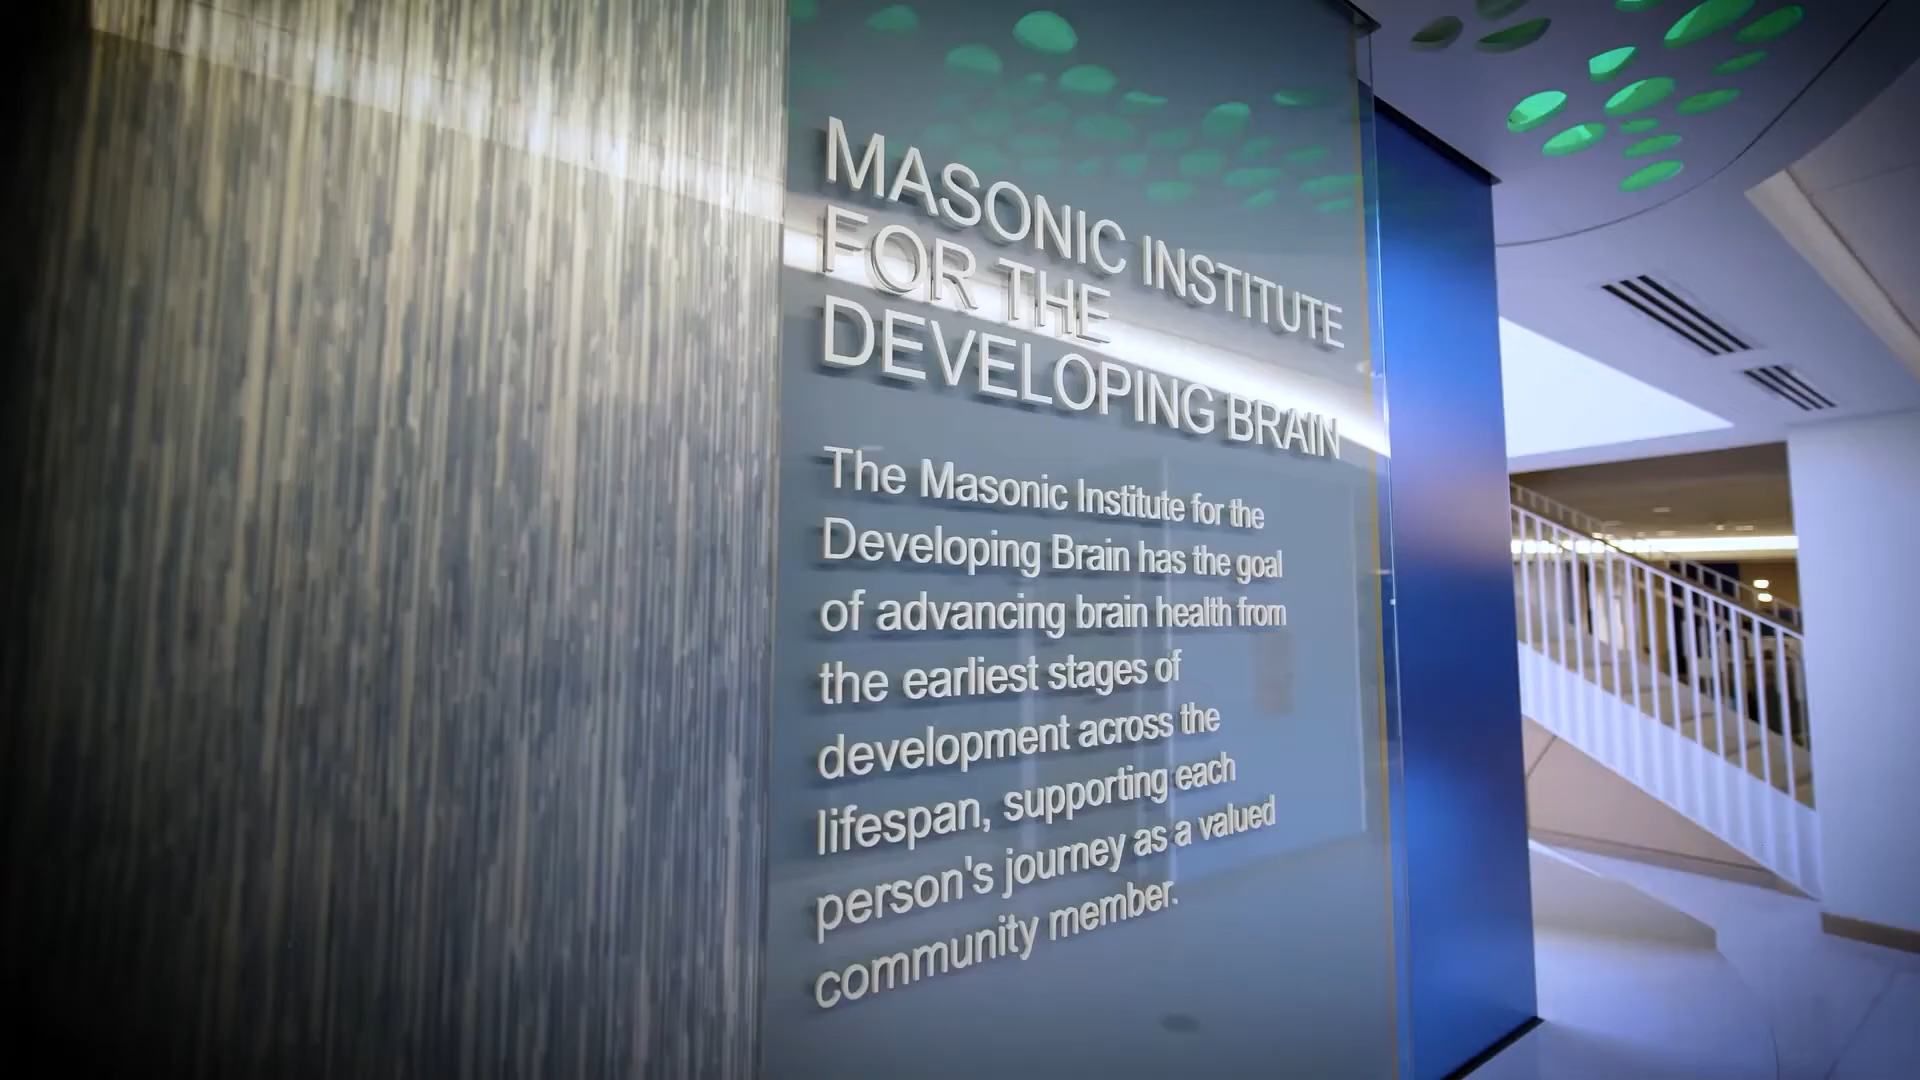 MASONIC INSTITUTE
FOR THE
DEVELOPING BRAIN
The Masonic Institute for the
Developing Brain has the goal
of advancing brain health from
the earliest stages of
development across the
lifespan, supporting each
person's journey as a valued
community member.